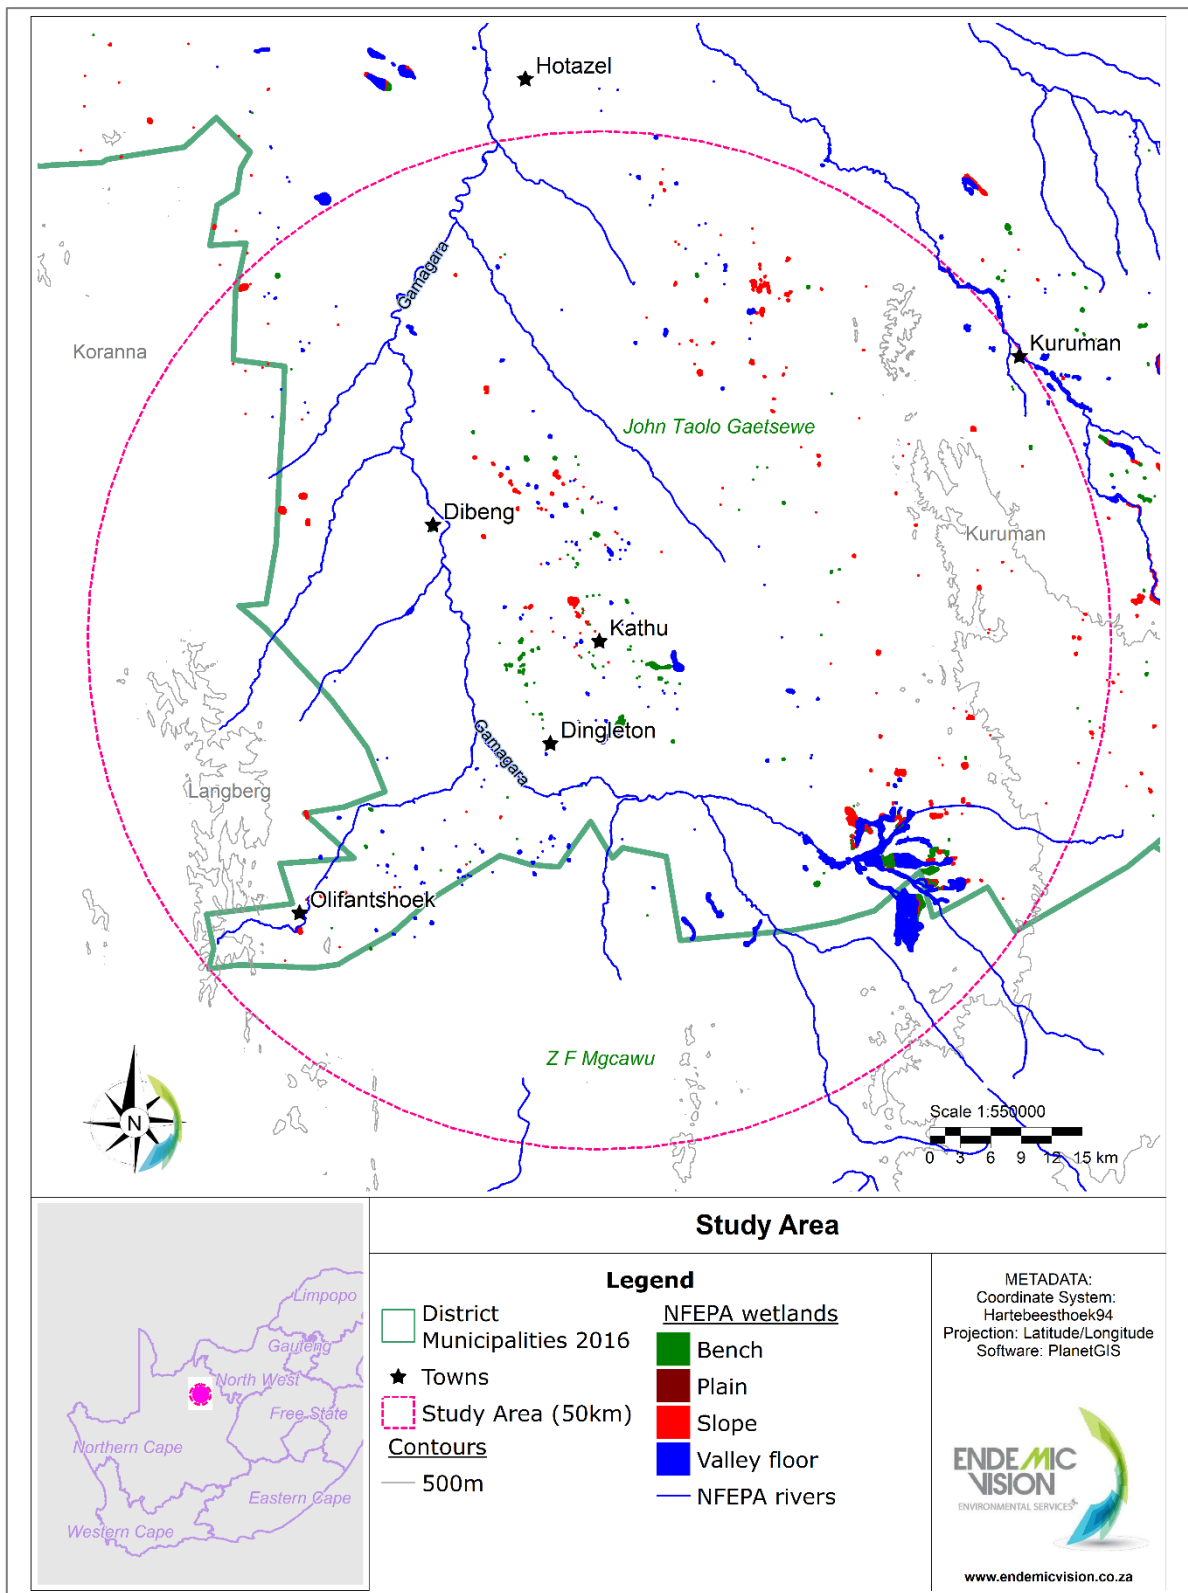 Hotazel
Gamagara
Koranna
Kuruman
John Taolo Gaetsewe
Dibeng
Kuruman
Kathu
Gamagara
Dingleton
Langberg
Olifantshoek
Z F Mgcawu
N
Scale 1:550000
0 3 6 9 12 15 km
Study Area
Limpopo
Gauteng
North West
Free State
Northern Cape
Eastern Cape
Western Cape
Legend
District
Municipalities 2016
Towns
Study Area (50km)
Contours
500m
NFEPA wetlands
Bench
Plain
Slope
Valley floor
NFEPA rivers
METADATA:
Coordinate System:
Hartebeesthoek94
Projection: Latitude/Longitude
Software: PlanetGIS
ENDEMIC
VISION
ENVIRONMENTAL SERVICES
www.endemicvision.co.za